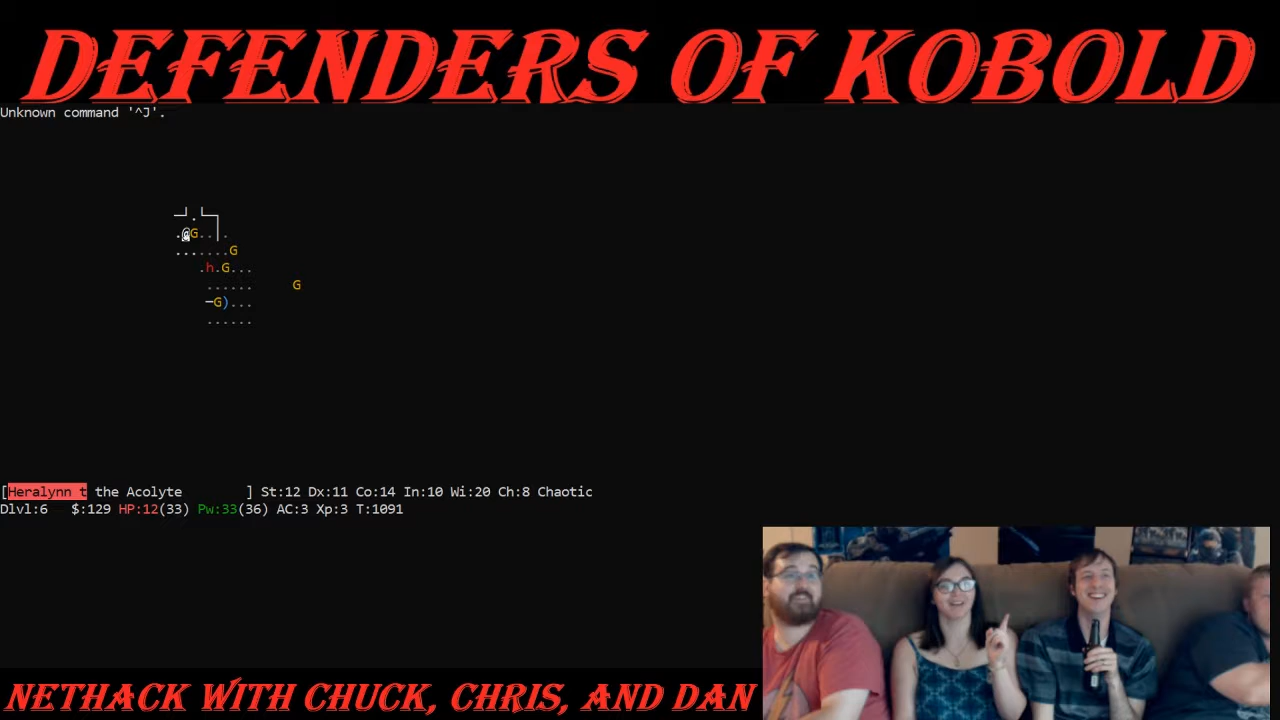 DEFENDERS OF KOBOLD
Unknown command '^J'.
─┘.└─┐
.@G..│.
.......G
.h.G...
...... G
─G)...
......
[Heralynn t the Acolyte ] St:12 Dx:11 Co:14 In:10 Wi:20 Ch:8 Chaotic
Dlvl:6 $:129 HP:12(33) Pw:33(36) AC:3 Xp:3 T:1091
NETHACK WITH CHUCK, CHRIS, AND DAN